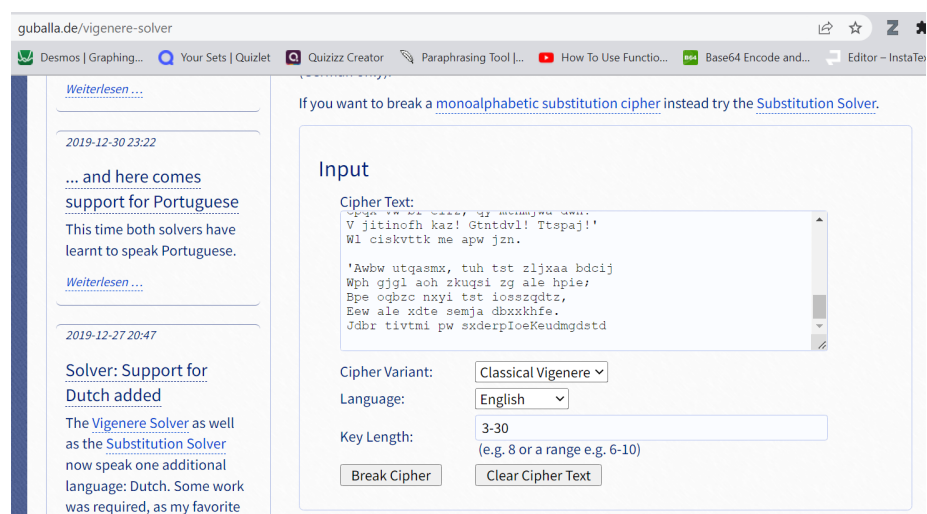 guballa.de/vigenere-solver
Desmos | Graphing... Your Sets | Quizlet Quizizz Creator Paraphrasing Tool |... How To Use Functio... Base64 Encode and... Editor – InstaTex
Weiterlesen ...
If you want to break a monoalphabetic substitution cipher instead try the Substitution Solver.
2019-12-30 23:22
... and here comes
support for Portuguese
This time both solvers have
learnt to speak Portuguese.
Weiterlesen ...
2019-12-27 20:47
Solver: Support for
Dutch added
The Vigenere Solver as well
as the Substitution Solver
now speak one additional
language: Dutch. Some work
was required, as my favorite
Input
Cipher Text:
V jitinofh kaz! Gtntdvl! Ttspaj!'
Wl ciskvttk me apw jzn.
'Awbw utqasmx, tuh tst zljxaa bdcij
Wph gjgl aoh zkuqsi zg ale hpie;
Bpe oqbzc nxyi tst iosszqdtz,
Eew ale xdte semja dbxxkhfe.
Jdbr tivtmi pw sxderpIoeKeudmgdstd
Cipher Variant: Classical Vigenere
Language: English
Key Length: 3-30
(e.g. 8 or a range e.g. 6-10)
Break Cipher Clear Cipher Text